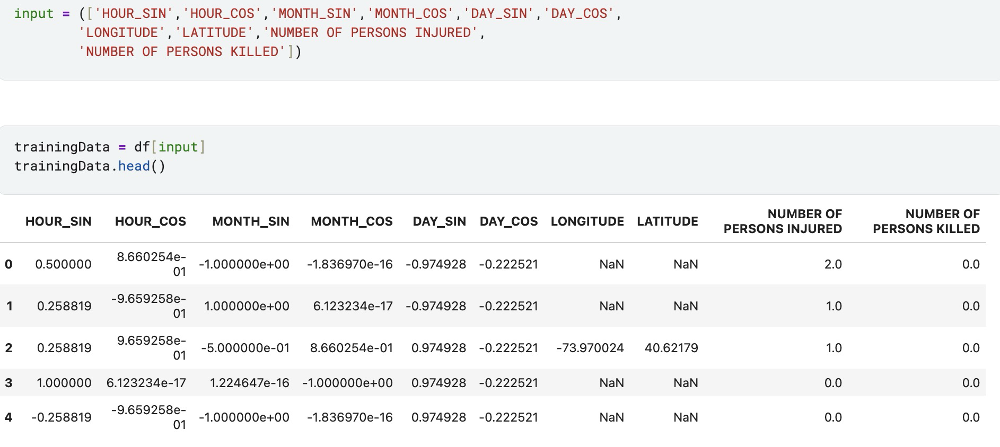 input = (['HOUR_SIN','HOUR_COS','MONTH_SIN','MONTH_COS','DAY_SIN','DAY_COS',
'LONGITUDE','LATITUDE','NUMBER OF PERSONS INJURED',
'NUMBER OF PERSONS KILLED'])
trainingData = df[input]
trainingData.head()
HOUR_SIN HOUR_COS MONTH_SIN MONTH_COS DAY_SIN DAY_COS LONGITUDE LATITUDE NUMBER OF PERSONS INJURED NUMBER OF PERSONS KILLED
0 0.500000 8.660254e-01 -1.000000e+00 -1.836970e-16 -0.974928 -0.222521 NaN NaN 2.0 0.0
1 0.258819 -9.659258e-01 1.000000e+00 6.123234e-17 -0.974928 -0.222521 NaN NaN 1.0 0.0
2 0.258819 9.659258e-01 -5.000000e-01 8.660254e-01 0.974928 -0.222521 -73.970024 40.62179 1.0 0.0
3 1.000000 6.123234e-17 1.224647e-16 -1.000000e+00 0.974928 -0.222521 NaN NaN 0.0 0.0
4 -0.258819 -9.659258e-01 -1.000000e+00 -1.836970e-16 0.974928 -0.222521 NaN NaN 0.0 0.0